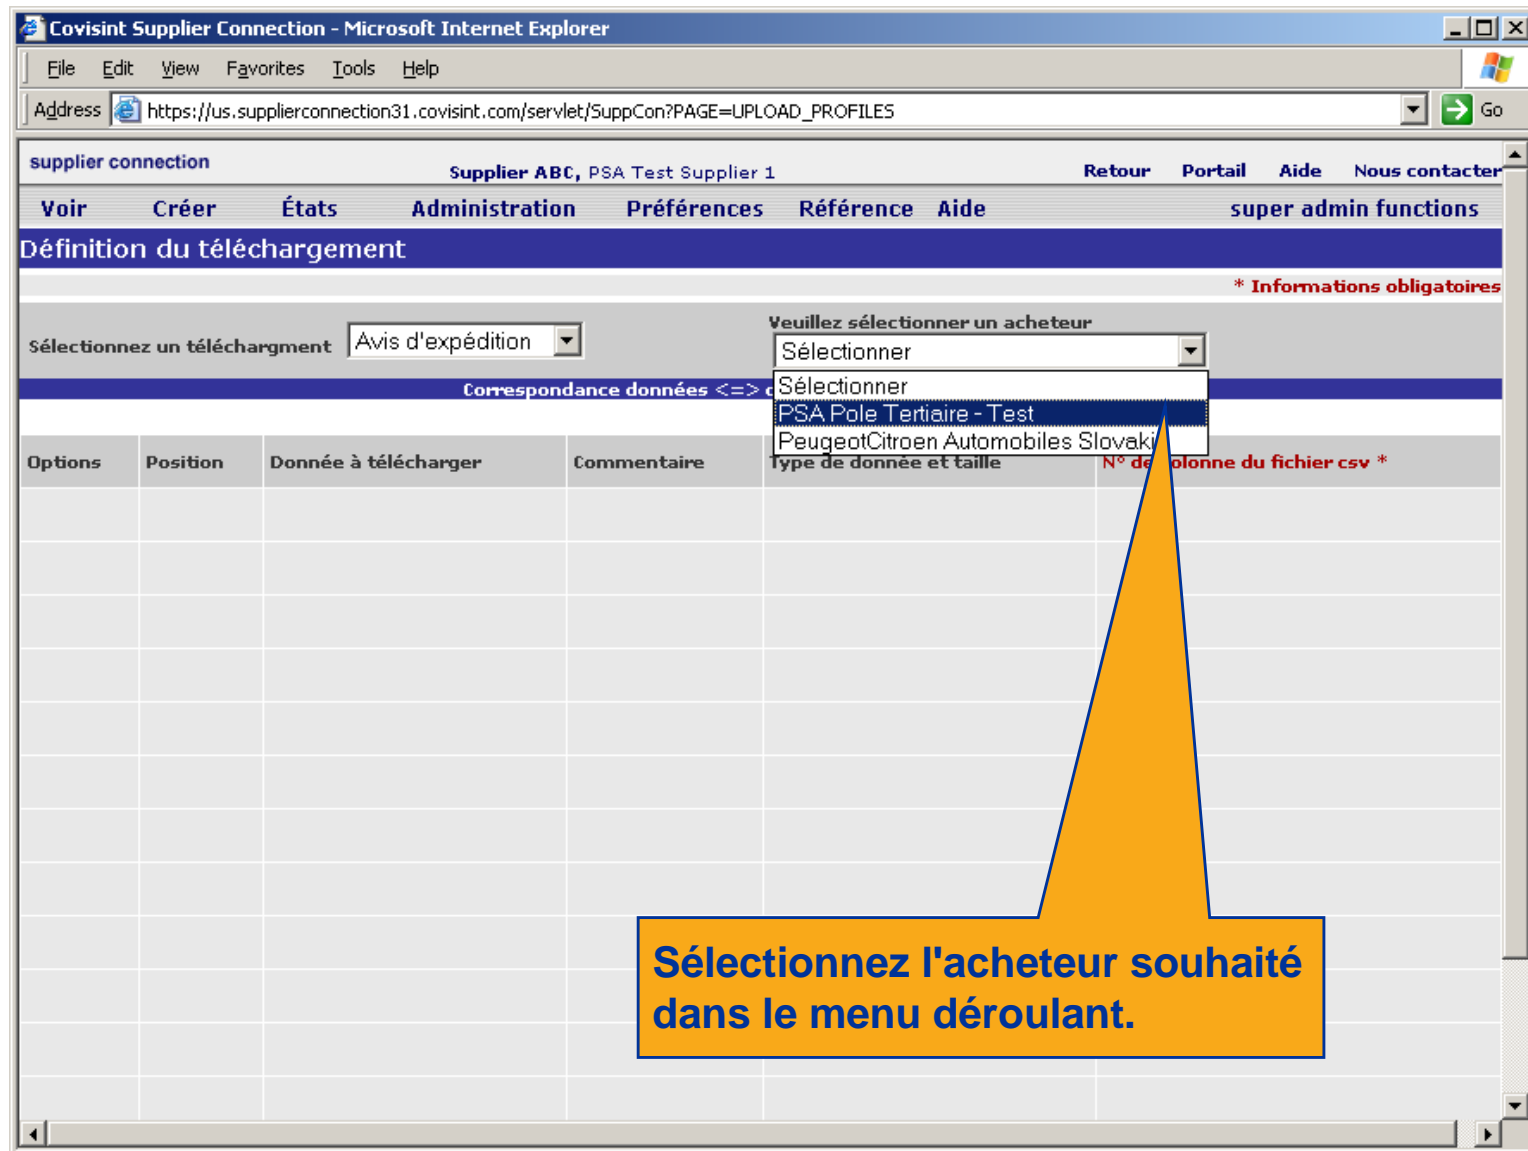 Covisint Supplier Connection - Microsoft Internet Explorer
File Edit View Favorites Tools Help
Address https://us.supplierconnection31.covisint.com/servlet/SuppCon?PAGE=UPLOAD_PROFILES Go
supplier connection Supplier ABC, PSA Test Supplier 1 Retour Portail Aide Nous contacter
Voir Créer États Administration Préférences Référence Aide super admin functions
Définition du téléchargement
* Informations obligatoires
Veuillez sélectionner un acheteur
Sélectionnez un téléchargment Avis d'expédition Sélectionner
Correspondance données <=>
Sélectionner
PSA Pole Tertiaire - Test
PeugeotCitroen Automobiles
Options Position Donnée à télécharger Commentaire Type de donnée et taille N° de colonne du fichier csv *
Sélectionnez l'acheteur souhaité
dans le menu déroulant.